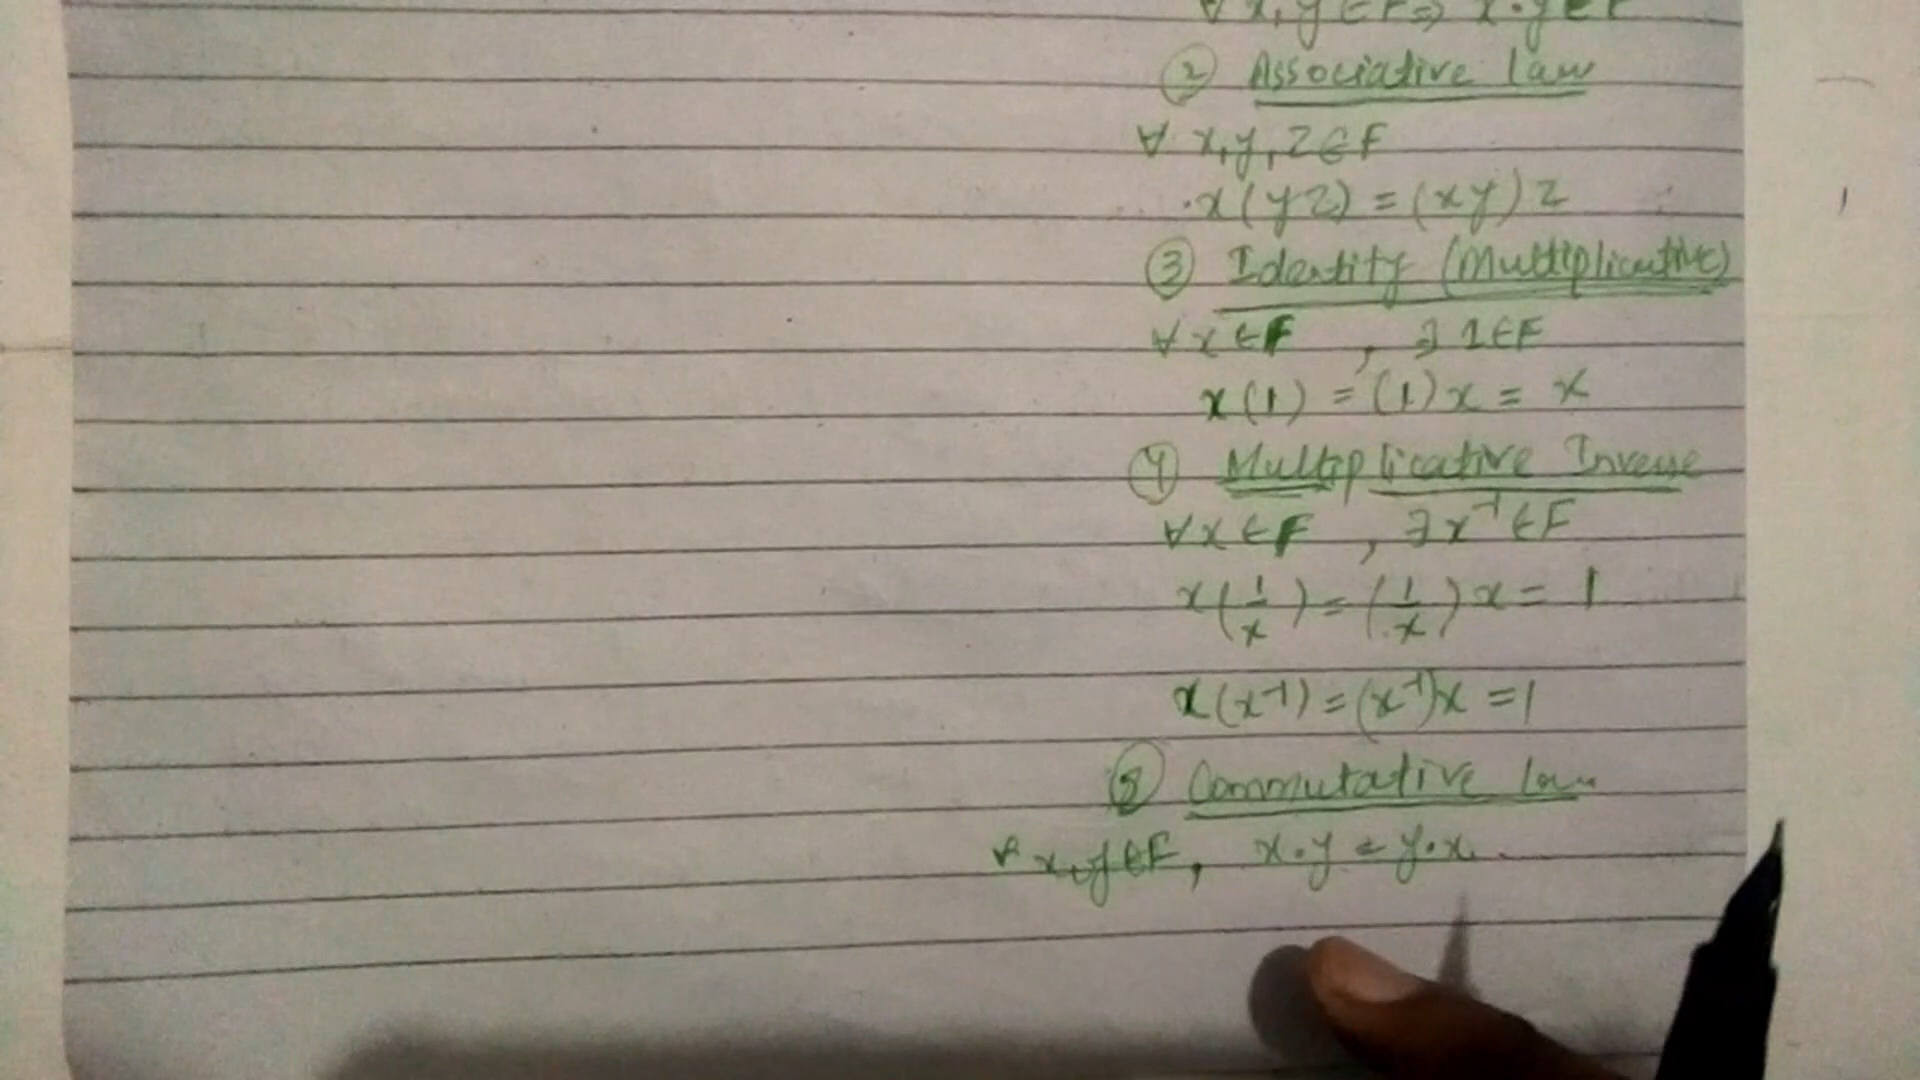 ∀ x, y ∈ F ⇒ x·y ∈ F
② Associative law
∀ x, y, z ∈ F
·x(yz) = (xy)z
③ Identity (Multiplicative)
∀ x ∈ F , ∃ 1 ∈ F
x(1) = (1)x = x
④ Multiplicative Inverse
∀ x ∈ F , ∃ x⁻¹ ∈ F
x(1/x) = (1/x)x = 1
x(x⁻¹) = (x⁻¹)x = 1
Commutative law
∀ x, y ∈ F, x·y = y·x.